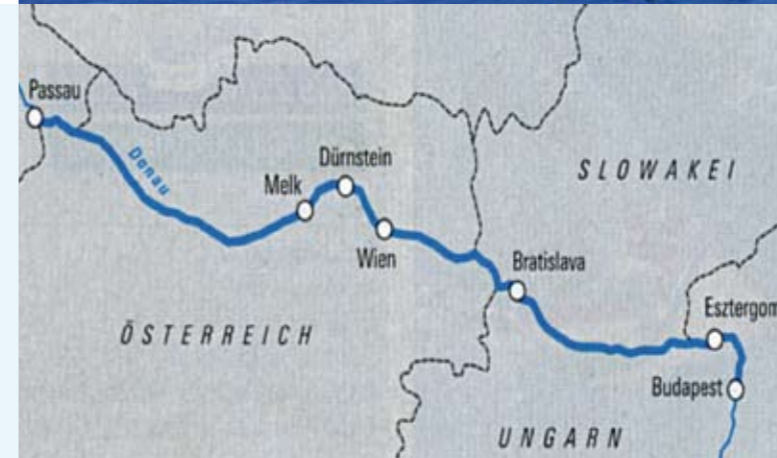 Passau
Donau
Dürnstein
Melk
Wien
SLOWAKEI
Bratislava
ÖSTERREICH
Esztergom
Budapest
UNGARN